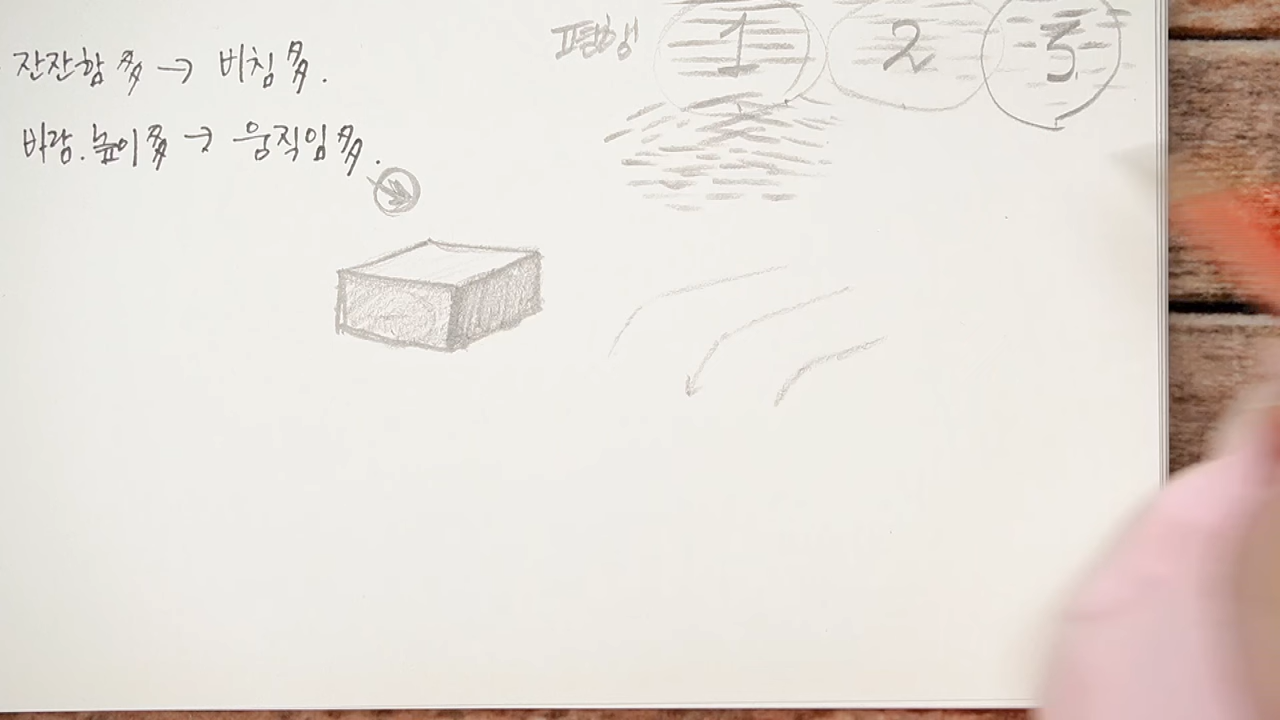 잔잔함 多 → 비침 多.
바람.높이 多 → 움직임 多.
평행 1 2 3